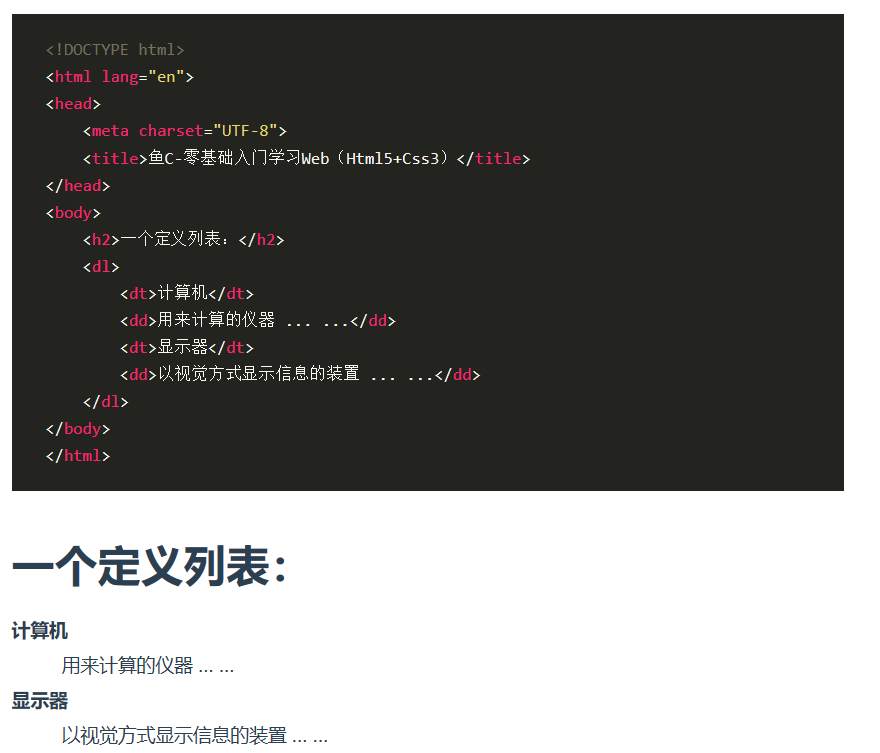 <!DOCTYPE html>
<html lang="en">
<head>
    <meta charset="UTF-8">
    <title>鱼C-零基础入门学习Web（Html5+Css3）</title>
</head>
<body>
    <h2>一个定义列表：</h2>
    <dl>
        <dt>计算机</dt>
        <dd>用来计算的仪器 ... ...</dd>
        <dt>显示器</dt>
        <dd>以视觉方式显示信息的装置 ... ...</dd>
    </dl>
</body>
</html>
一个定义列表：
计算机
用来计算的仪器 ... ...
显示器
以视觉方式显示信息的装置 ... ...